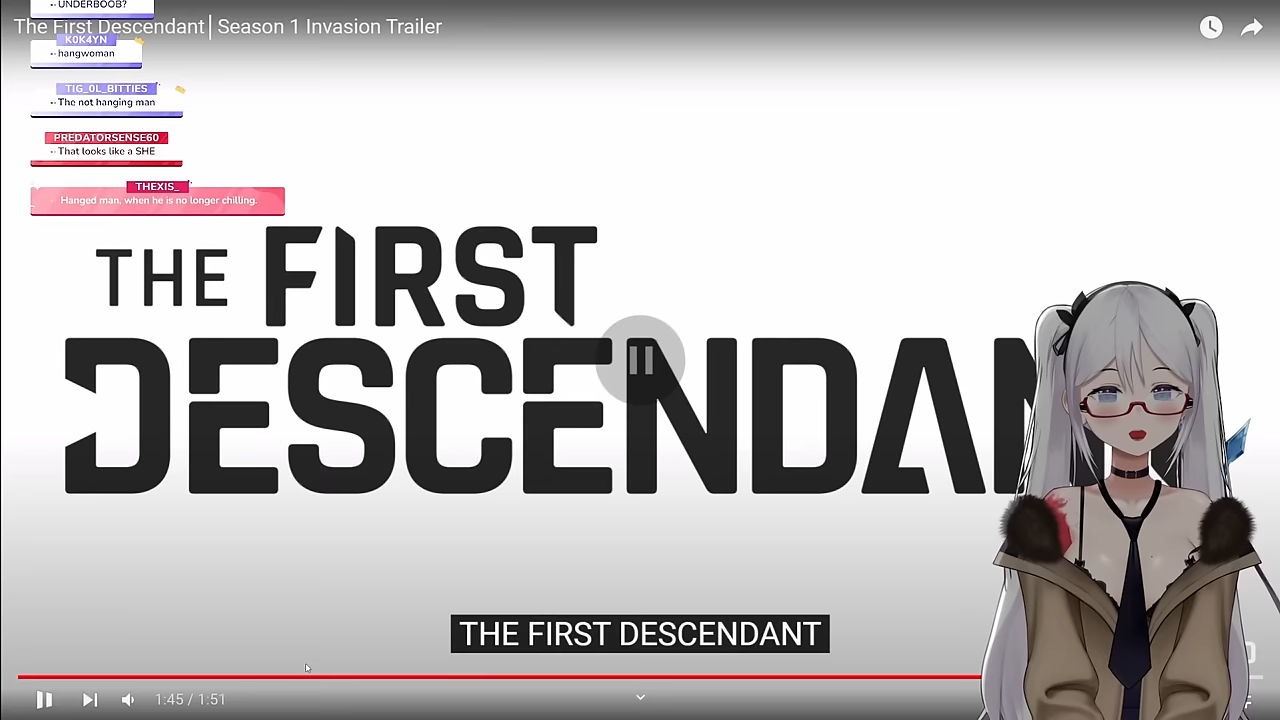 -- UNDERBOOB?
The First Descendant│Season 1 Invasion Trailer
K0K4YN
-- hangwoman
TIG_0L_BITTIES
-- The not hanging man
PREDATORSENSE60
-- That looks like a SHE
THEXIS_
Hanged man, when he is no longer chilling.
THE FIRST
DESCENDAN
THE FIRST DESCENDANT
1:45 / 1:51